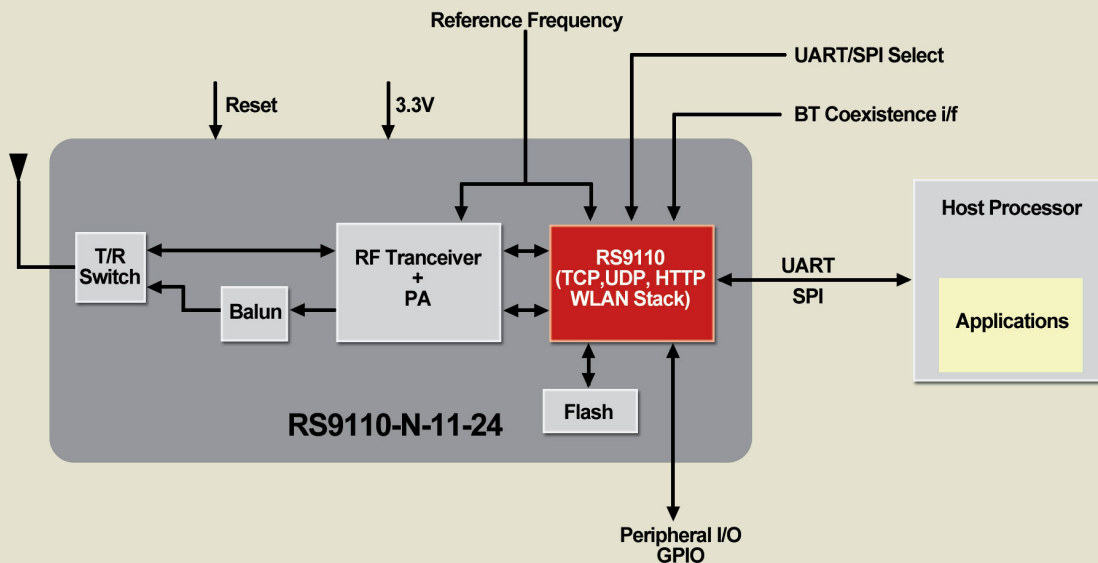 Reference Frequency
UART/SPI Select
Reset
3.3V
BT Coexistence i/f
Host Processor
T/R
Switch
RF Tranceiver
+
PA
RS9110
(TCP,UDP, HTTP
WLAN Stack)
UART
SPI
Balun
Applications
Flash
RS9110-N-11-24
Peripheral I/O
GPIO